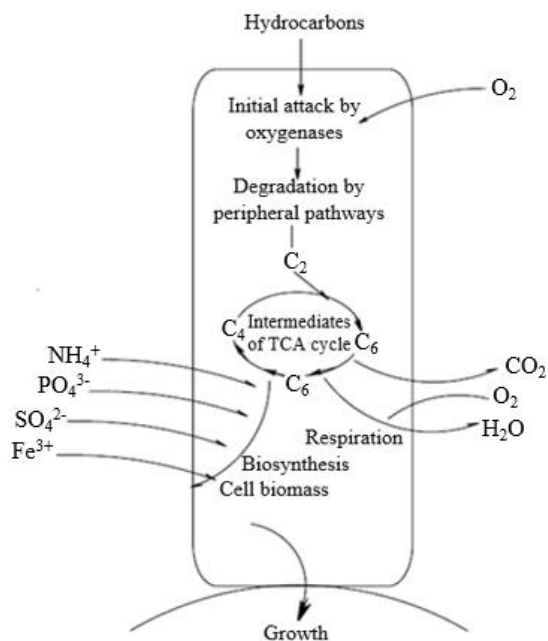 Hydrocarbons
O₂
Initial attack by
oxygenases
Degradation by
peripheral pathways
C₂
C₄
Intermediates
of TCA cycle
C₆
C₆
NH₄⁺
PO₄³⁻
SO₄²⁻
Fe³⁺
CO₂
O₂
H₂O
Respiration
Biosynthesis
Cell biomass
Growth